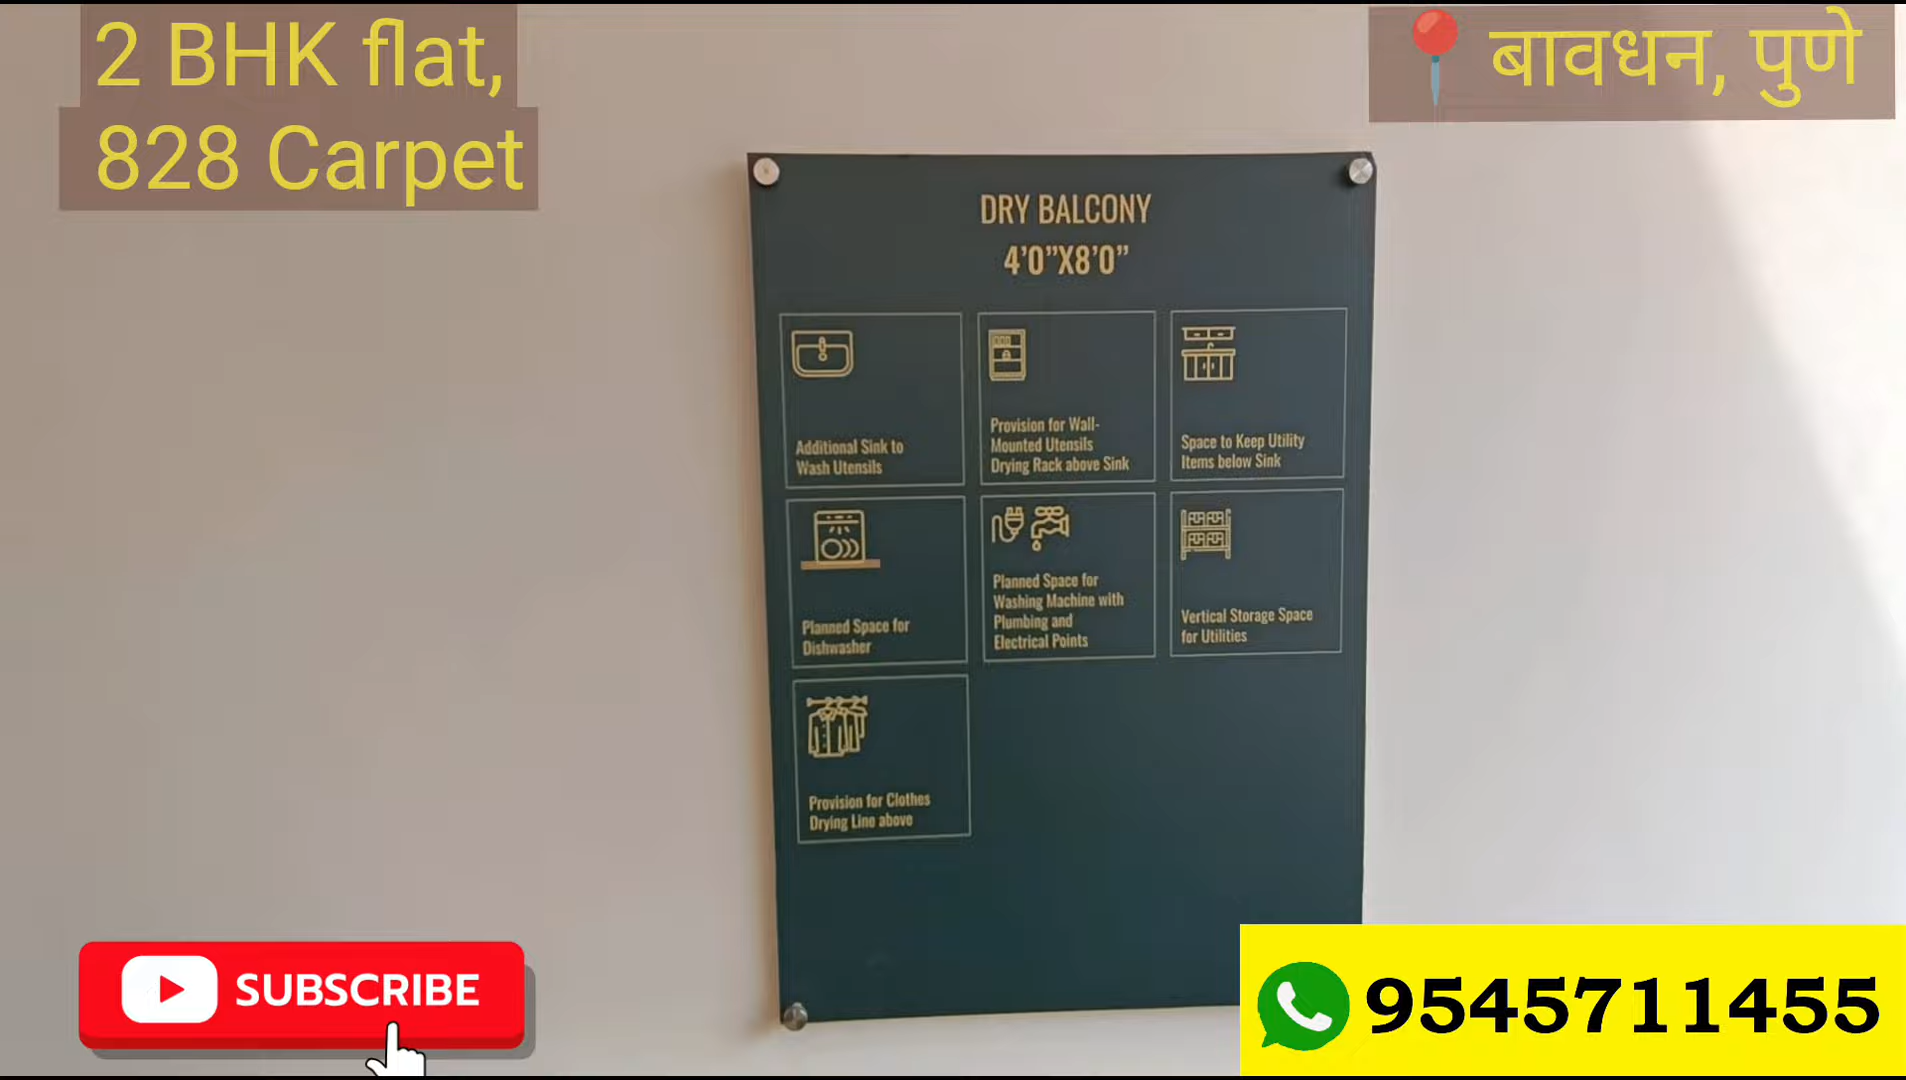 2 BHK flat,
828 Carpet
📍 बावधन, पुणे
DRY BALCONY
4'0”X8'0”
Additional Sink to
Wash Utensils
Provision for Wall-
Mounted Utensils
Drying Rack above Sink
Space to Keep Utility
Items below Sink
Planned Space for
Dishwasher
Planned Space for
Washing Machine with
Plumbing and
Electrical Points
Vertical Storage Space
for Utilities
Provision for Clothes
Drying Line above
SUBSCRIBE
9545711455